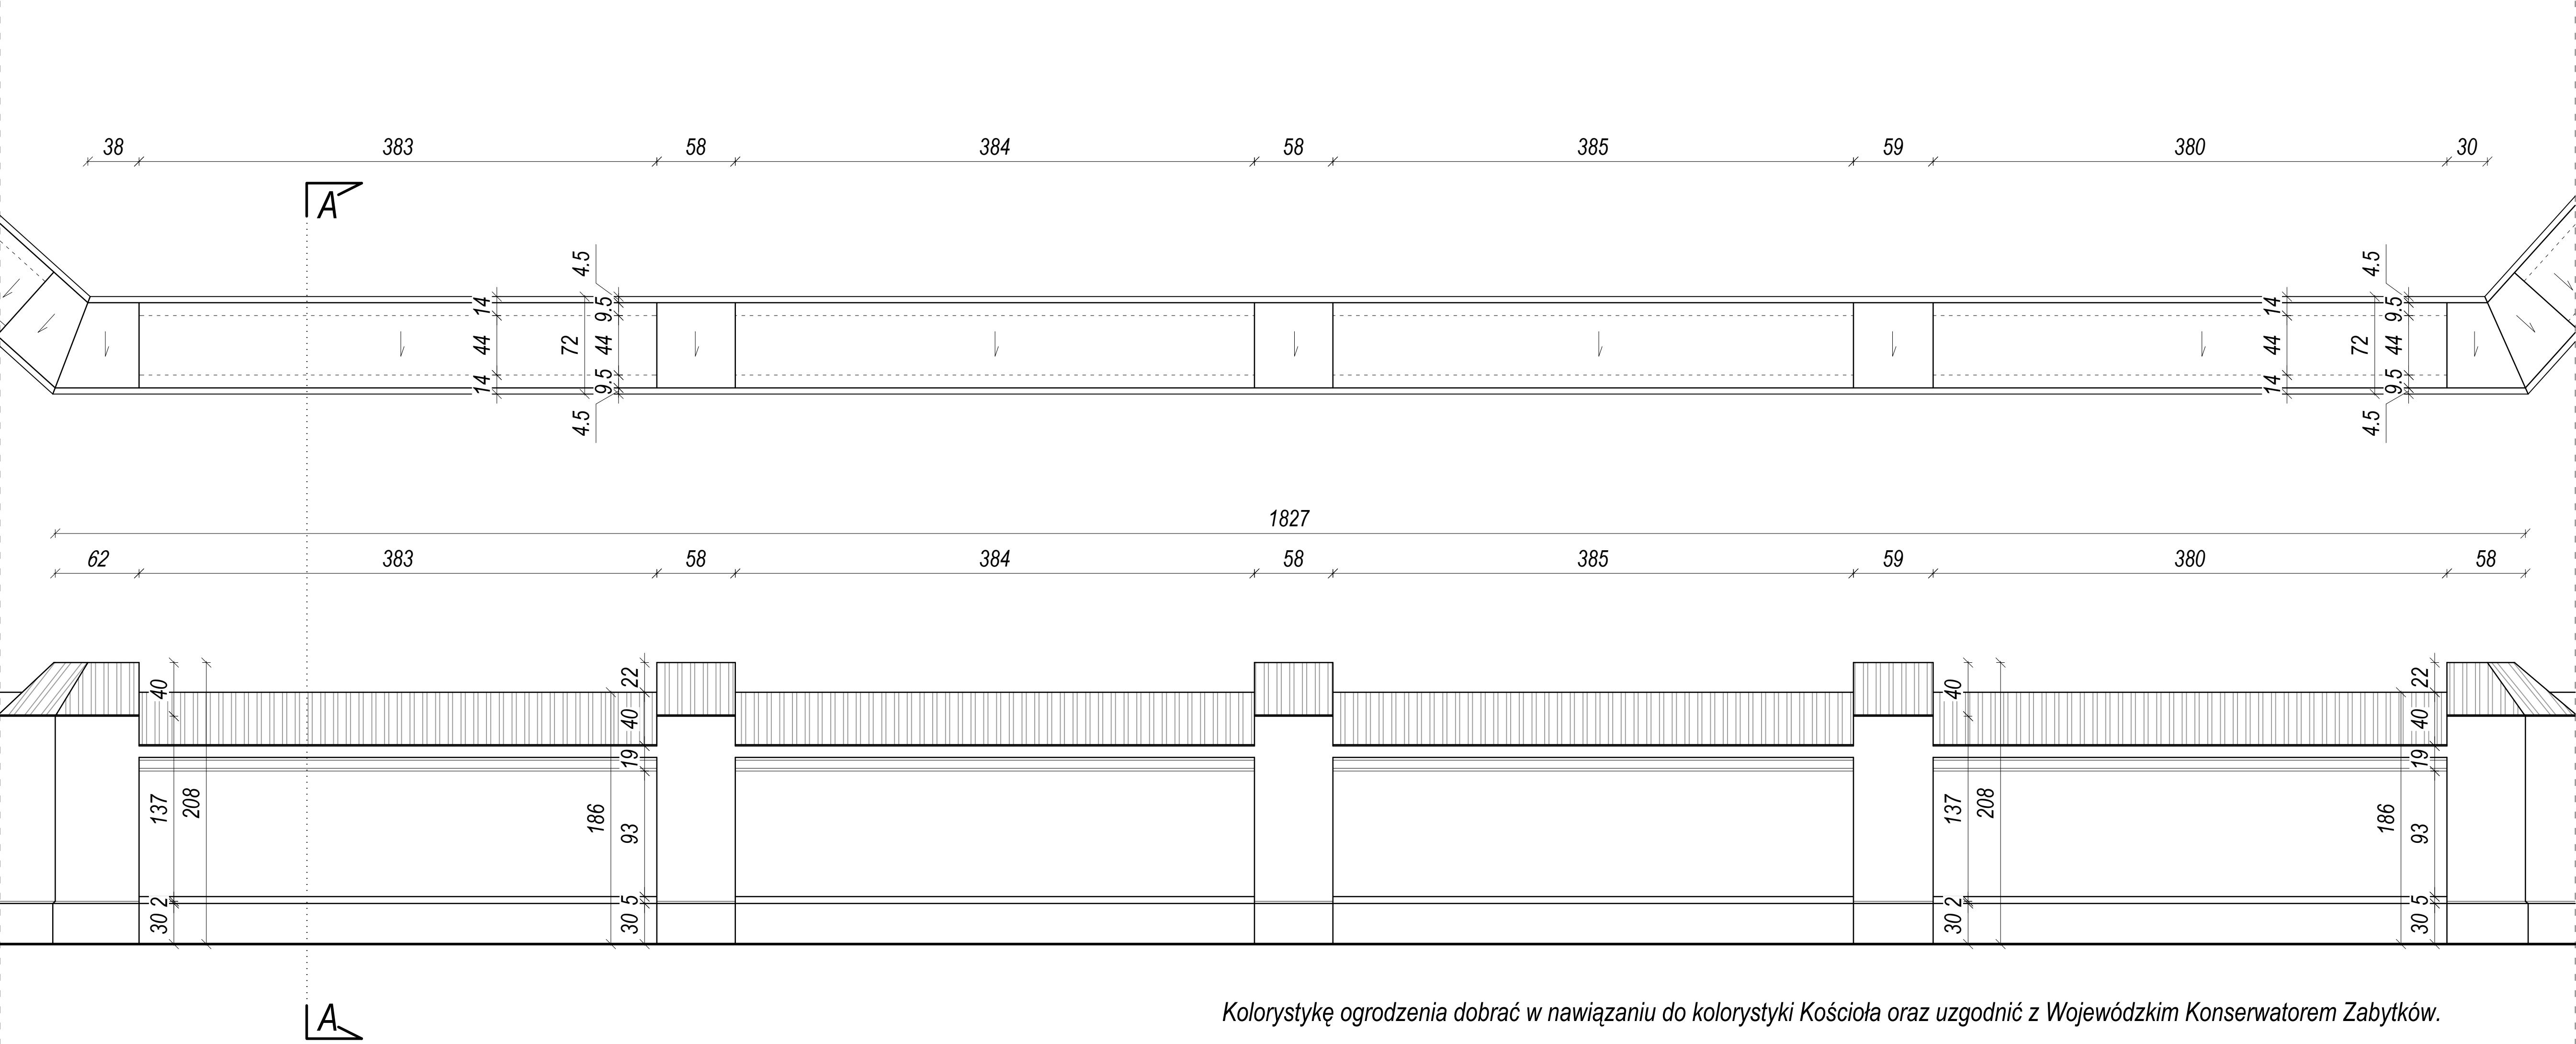 38 383 58 384 58 385 59 380 30
A
4.5 4.5
14 9.5 14 9.5
44 72 44 44 72 44
14 9.5 14 9.5
4.5 4.5
1827
62 383 58 384 58 385 59 380 58
40 22 40 22
40 40
19 19
137 208 186 93 137 208 186 93
2 5 2 5
30 30 30 30
A
Kolorystykę ogrodzenia dobrać w nawiązaniu do kolorystyki Kościoła oraz uzgodnić z Wojewódzkim Konserwatorem Zabytków.